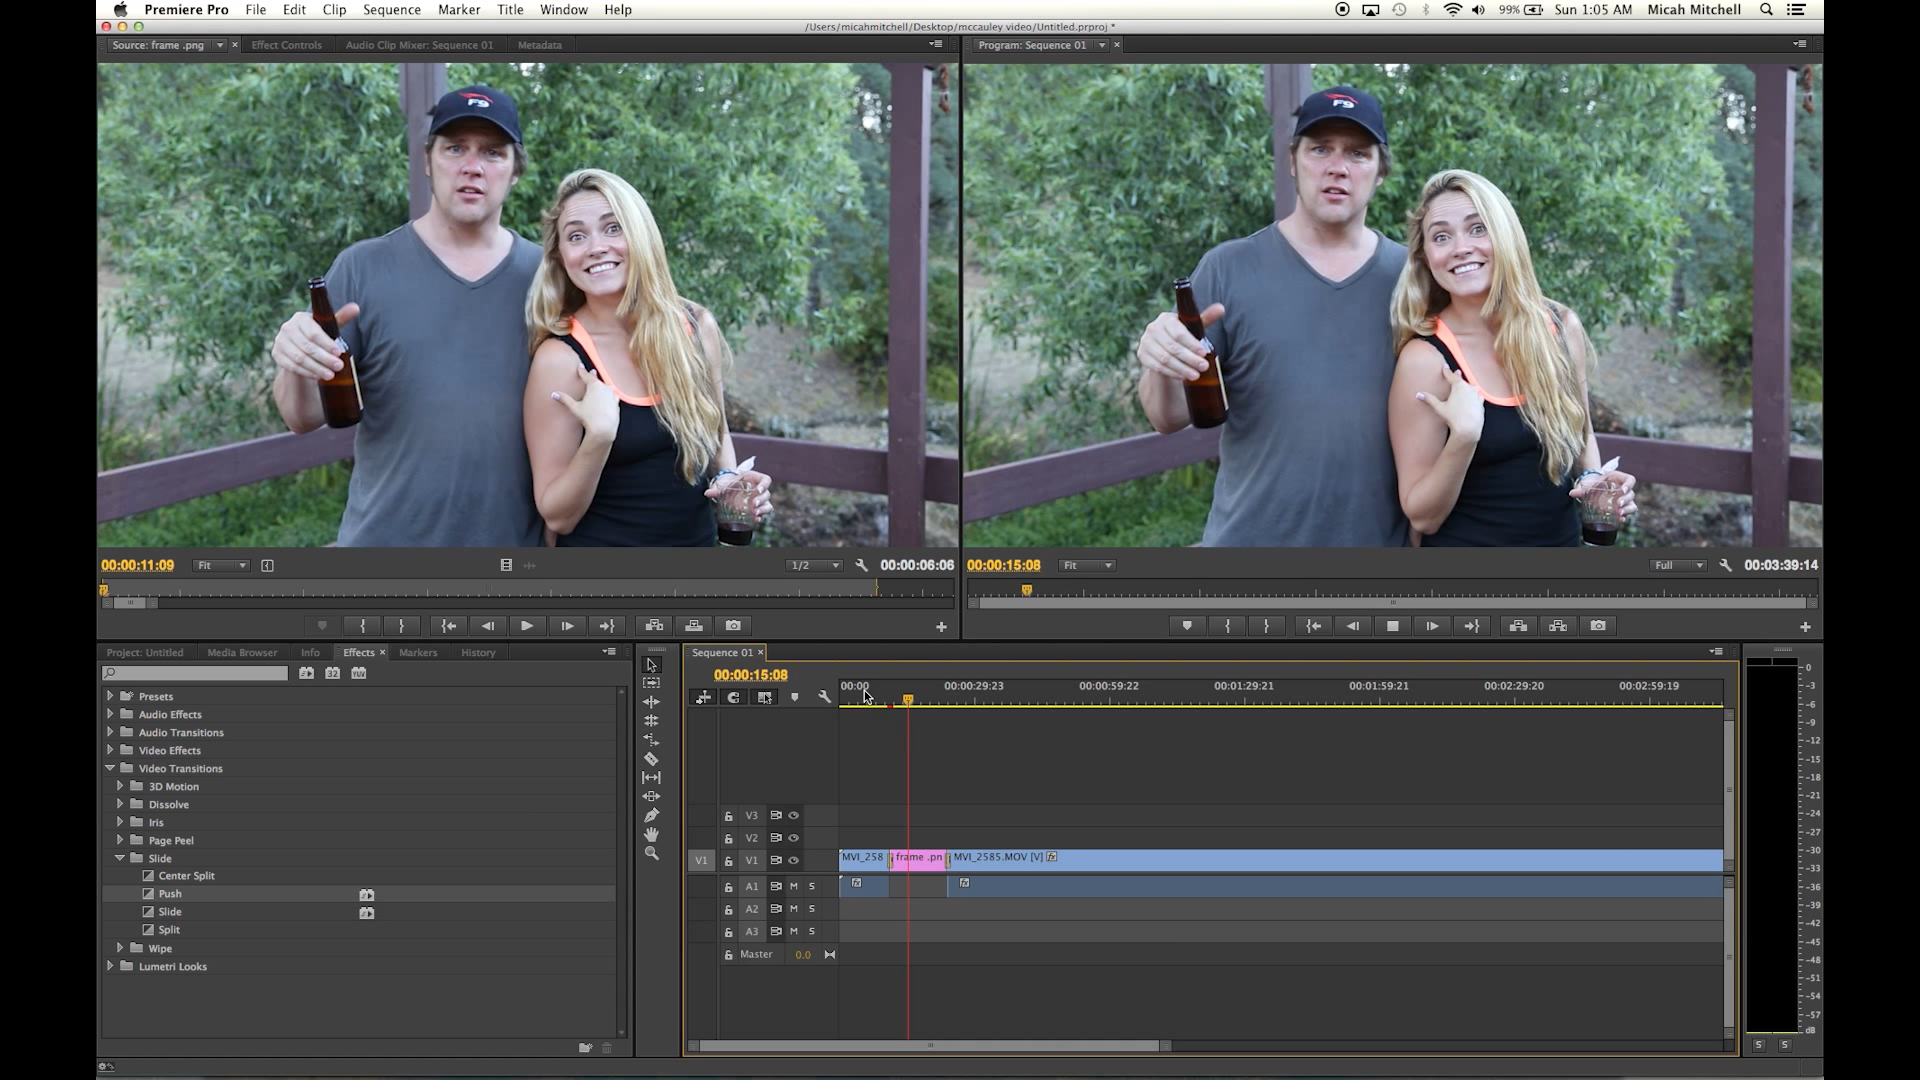 Premiere Pro File Edit Clip Sequence Marker Title Window Help 99% Sun 1:05 AM Micah Mitchell
/Users/micahmitchell/Desktop/mccauley video/Untitled.prproj *
Source: frame .png × Effect Controls Audio Clip Mixer: Sequence 01 Metadata Program: Sequence 01 ×
F9 F9
00:00:11:09 Fit 1/2 00:00:06:06 00:00:15:08 Fit Full 00:03:39:14
Project: Untitled Media Browser Info Effects × Markers History Sequence 01 ×
32 YUV
00:00:15:08
00:00 00:00:29:23 00:00:59:22 00:01:29:21 00:01:59:21 00:02:29:20 00:02:59:19
Presets
Audio Effects
Audio Transitions
Video Effects
Video Transitions
3D Motion
Dissolve
Iris
Page Peel
Slide
Center Split
Push
Slide
Split
Wipe
Lumetri Looks
V3
V2
V1 V1 MVI_258 frame .pn MVI_2585.MOV [V] fx
A1 M S fx fx
A2 M S
A3 M S
Master 0.0
0
-3
-6
-9
-12
-15
-18
-21
-24
-27
-30
-33
-36
-39
-42
-45
-48
-51
-54
-57
dB
S S